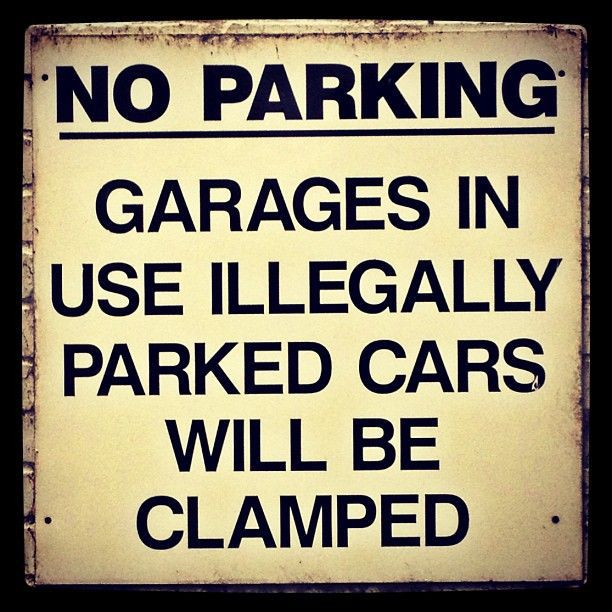 NO PARKING
GARAGES IN
USE ILLEGALLY
PARKED CARS
WILL BE
CLAMPED